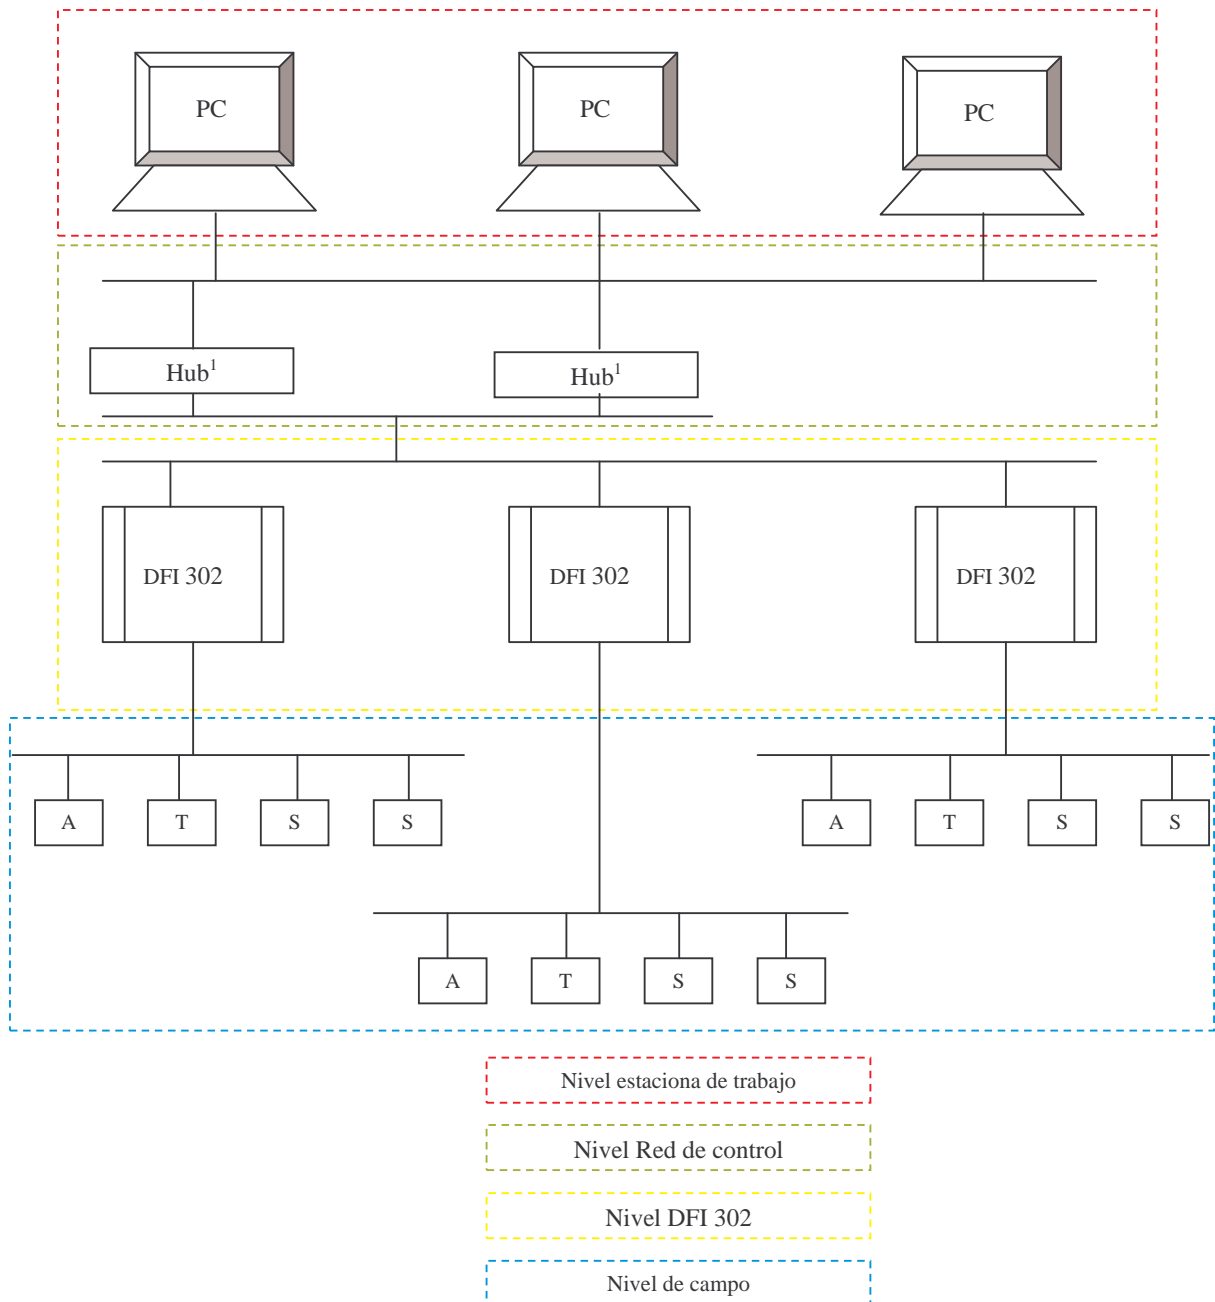 PC
PC
PC
Hub¹
Hub¹
DFI 302
DFI 302
DFI 302
A
T
S
S
A
T
S
S
A
T
S
S
Nivel estaciona de trabajo
Nivel Red de control
Nivel DFI 302
Nivel de campo